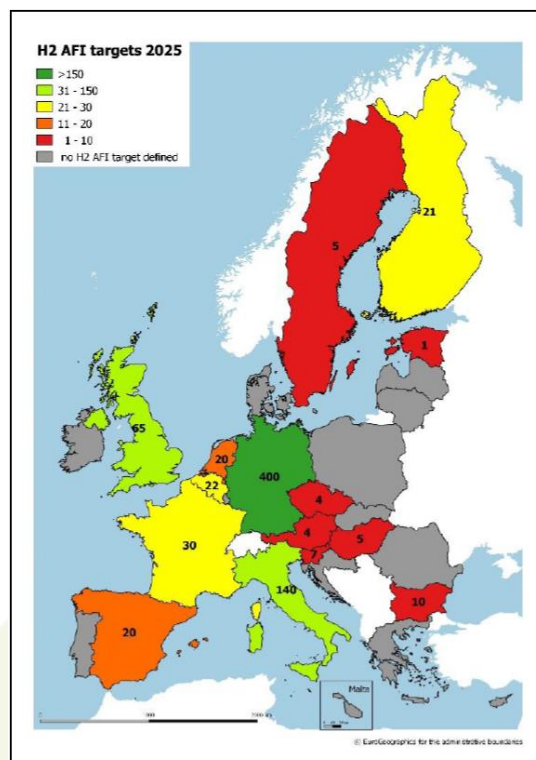 H2 AFI targets 2025
>150
31 - 150
21 - 30
11 - 20
1 - 10
no H2 AFI target defined
21
5
1
65
20
400
22
4
30
4
5
7
140
10
20
Malta
© EuroGeographics for the administrative boundaries